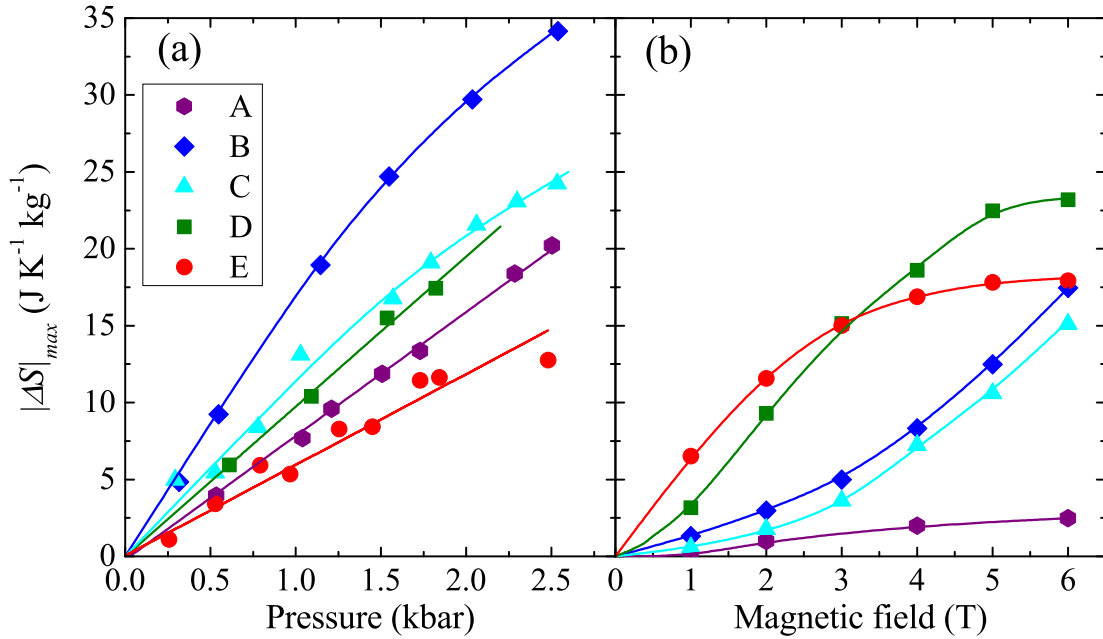 (a)
(b)
A
B
C
D
E
35
30
25
20
15
10
5
0
|ΔS|max (J K⁻¹ kg⁻¹)
0.0 0.5 1.0 1.5 2.0 2.5
0 1 2 3 4 5 6
Pressure (kbar)
Magnetic field (T)